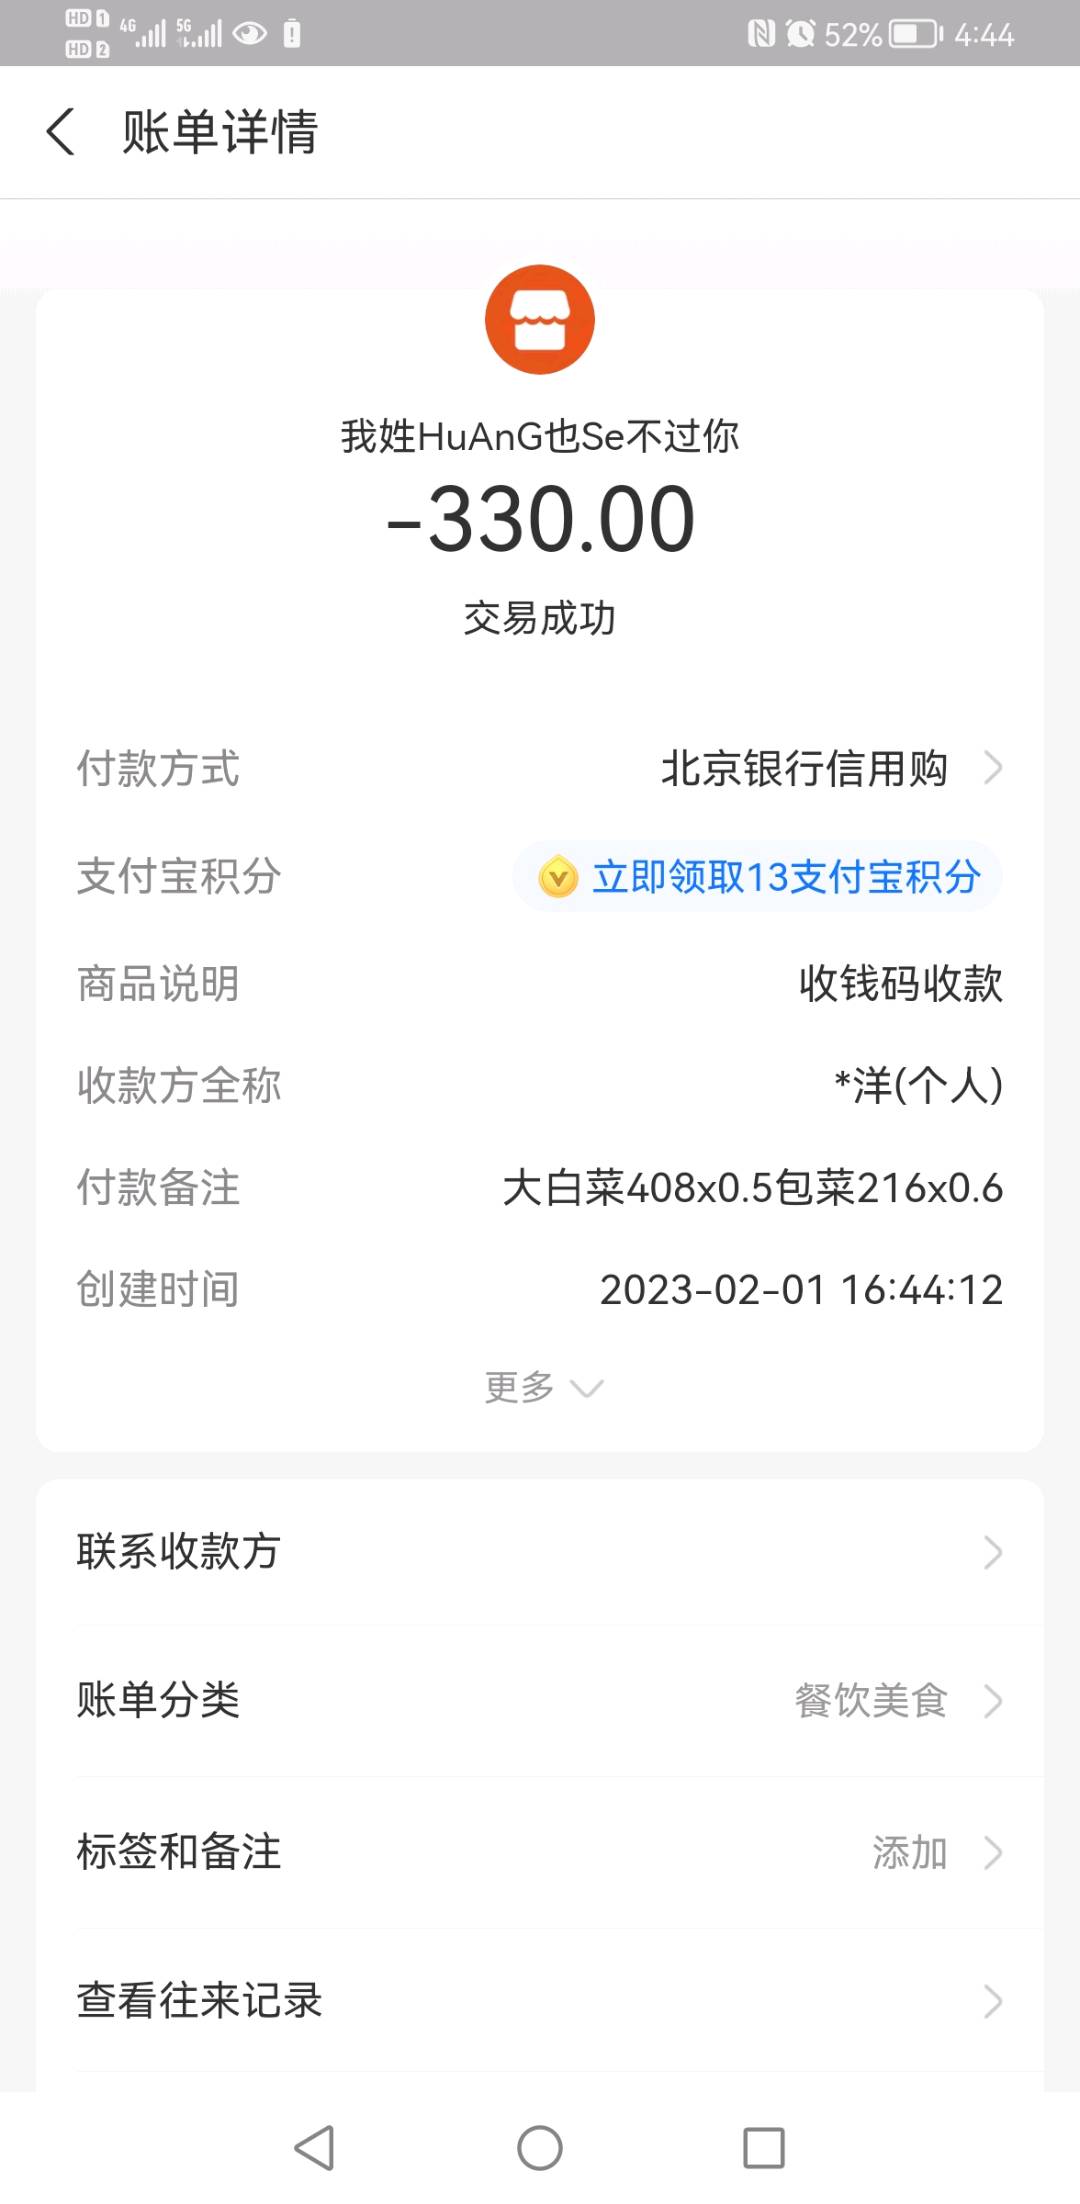 HD 1 4G 5G 52% 4:44
HD 2
账单详情
我姓HuAnG也Se不过你
-330.00
交易成功
付款方式 北京银行信用购
支付宝积分 立即领取13支付宝积分
商品说明 收钱码收款
收款方全称 *洋(个人)
付款备注 大白菜408x0.5包菜216x0.6
创建时间 2023-02-01 16:44:12
更多
联系收款方
账单分类 餐饮美食
标签和备注 添加
查看往来记录